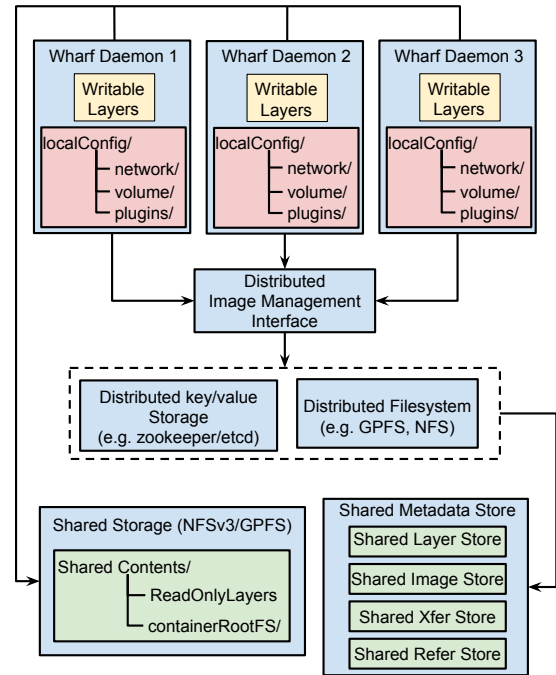 Wharf Daemon 1
Writable
Layers
localConfig/
network/
volume/
plugins/
Wharf Daemon 2
Writable
Layers
localConfig/
network/
volume/
plugins/
Wharf Daemon 3
Writable
Layers
localConfig/
network/
volume/
plugins/
Distributed
Image Management
Interface
Distributed key/value
Storage
(e.g. zookeeper/etcd)
Distributed Filesystem
(e.g. GPFS, NFS)
Shared Storage (NFSv3/GPFS)
Shared Contents/
ReadOnlyLayers
containerRootFS/
Shared Metadata Store
Shared Layer Store
Shared Image Store
Shared Xfer Store
Shared Refer Store